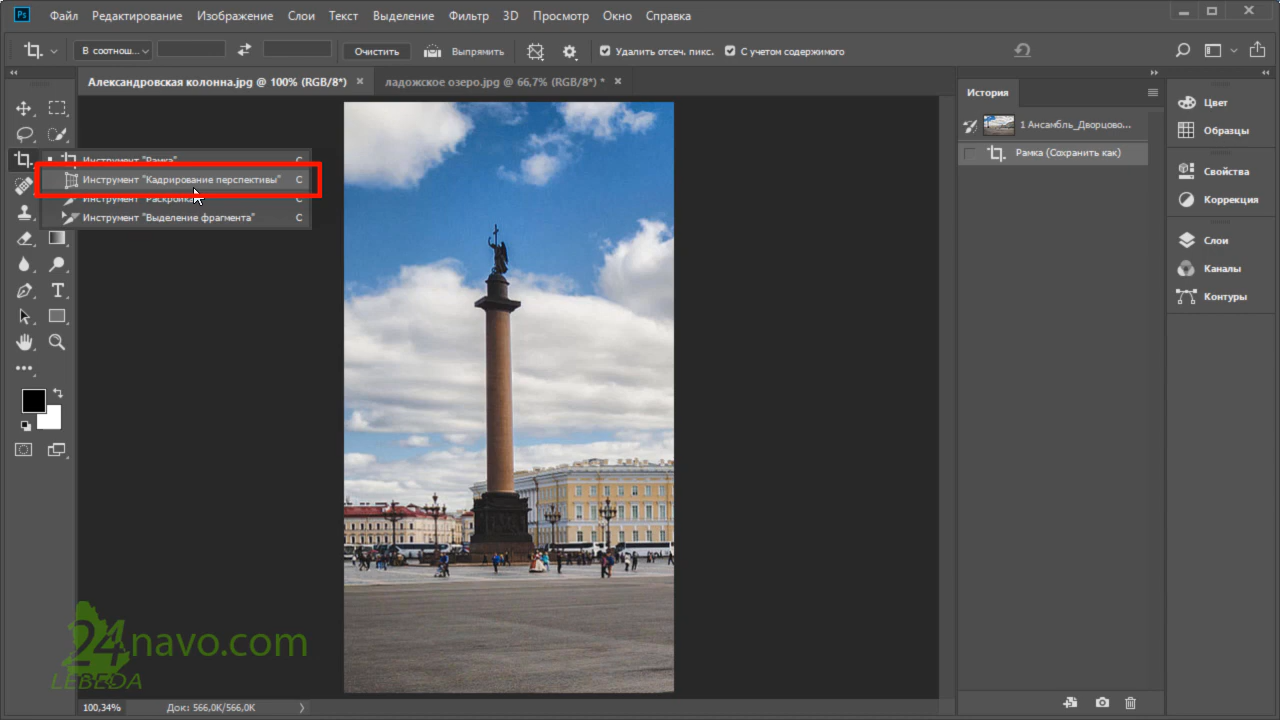 Ps Файл Редактирование Изображение Слои Текст Выделение Фильтр 3D Просмотр Окно Справка
В соотнош... Очистить Выпрямить Удалить отсеч. пикс. С учетом содержимого
Александровская колонна.jpg @ 100% (RGB/8*) ладожское озеро.jpg @ 66,7% (RGB/8*) *
История
1 Ансамбль_Дворцово...
Рамка (Сохранить как)
Цвет
Образцы
Свойства
Коррекция
Слои
Каналы
Контуры
Инструмент "Рамка" C
Инструмент "Кадрирование перспективы" C
Инструмент "Раскройка" C
Инструмент "Выделение фрагмента" C
T
24navo.com
LEBEDA
100,34% Док: 566,0K/566,0K